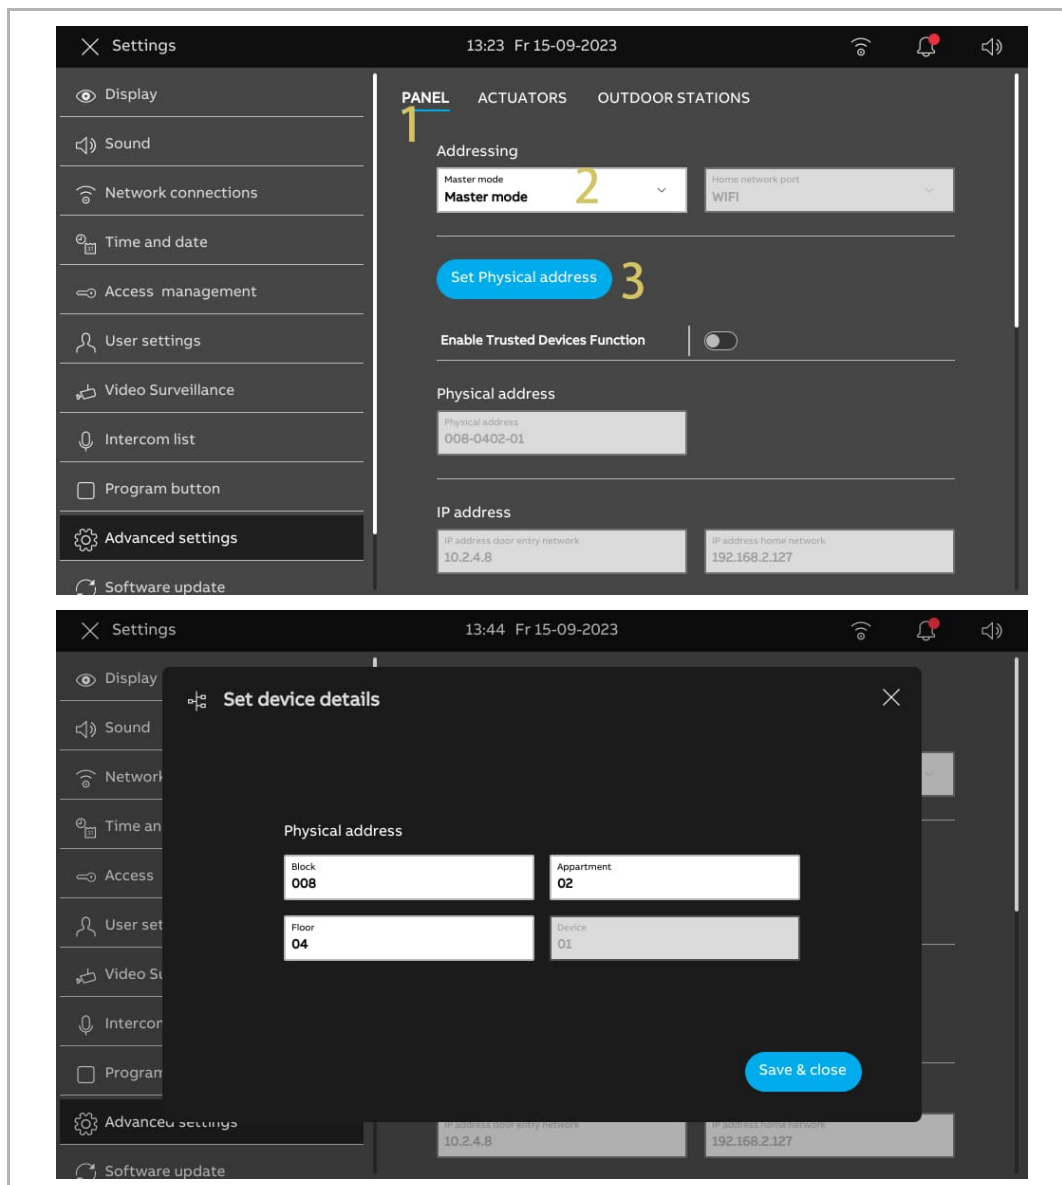 Settings 13:23 Fr 15-09-2023
Display
Sound
Network connections
Time and date
Access management
User settings
Video Surveillance
Intercom list
Program button
Advanced settings
Software update
PANEL ACTUATORS OUTDOOR STATIONS
1
Addressing
Master mode
Master mode
2
Home network port
WIFI
Set Physical address
3
Enable Trusted Devices Function
Physical address
Physical address
008-0402-01
IP address
IP address door entry network
10.2.4.8
IP address home network
192.168.2.127
Settings 13:44 Fr 15-09-2023
Display
Sound
Network
Time an
Access
User set
Video Su
Intercon
Program
Advanced settings
Software update
Set device details
Physical address
Block
008
Appartment
02
Floor
04
Device
01
Save & close
IP address door entry network
10.2.4.8
IP address home network
192.168.2.127